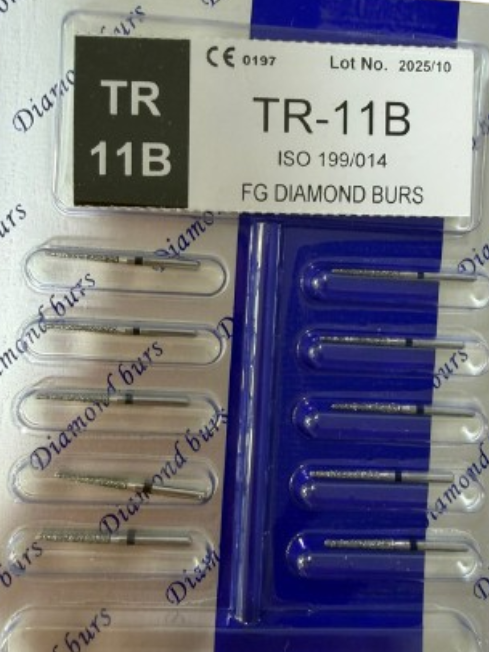 TR
11B
CE 0197
Lot No. 2025/10
TR-11B
ISO 199/014
FG DIAMOND BURS
Diamond burs
Diamond burs
Diamond burs